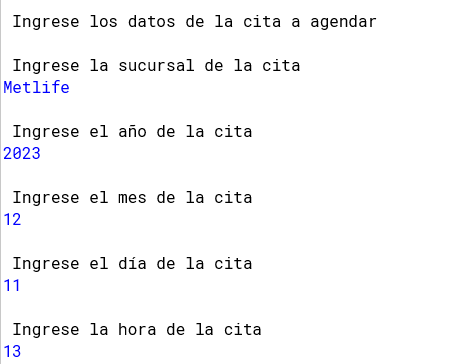 Ingrese los datos de la cita a agendar
Ingrese la sucursal de la cita
Metlife
Ingrese el año de la cita
2023
Ingrese el mes de la cita
12
Ingrese el día de la cita
11
Ingrese la hora de la cita
13